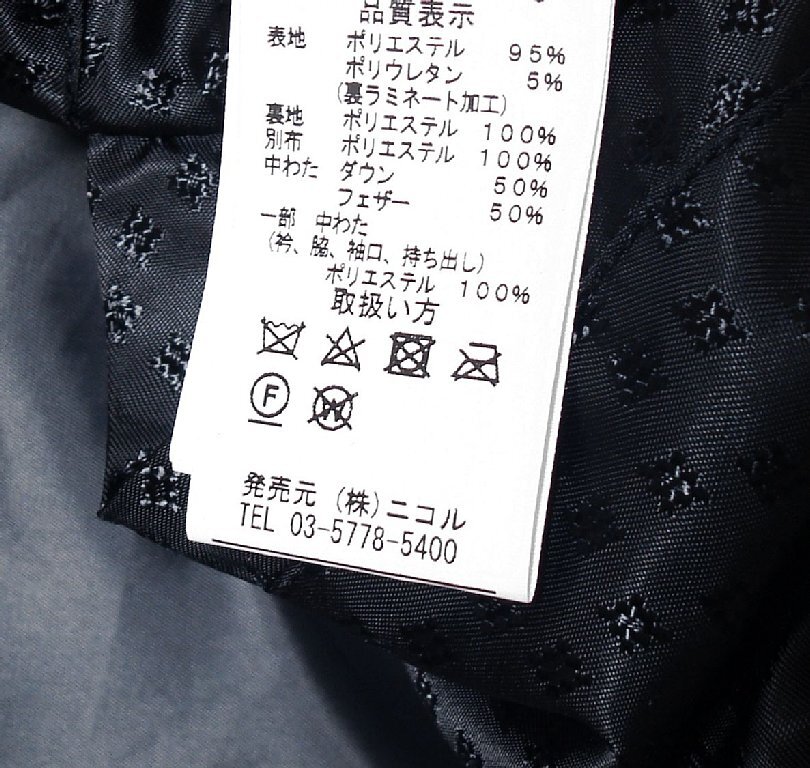 品質表示
表地 ポリエステル 95%
ポリウレタン 5%
(裏ラミネート加工)
裏地 ポリエステル 100%
別布 ポリエステル 100%
中わた ダウン 50%
フェザー 50%
一部 中わた
(衿、脇、袖口、持ち出し)
ポリエステル 100%
取扱い方
F W
発売元 (株)ニコル
TEL 03-5778-5400